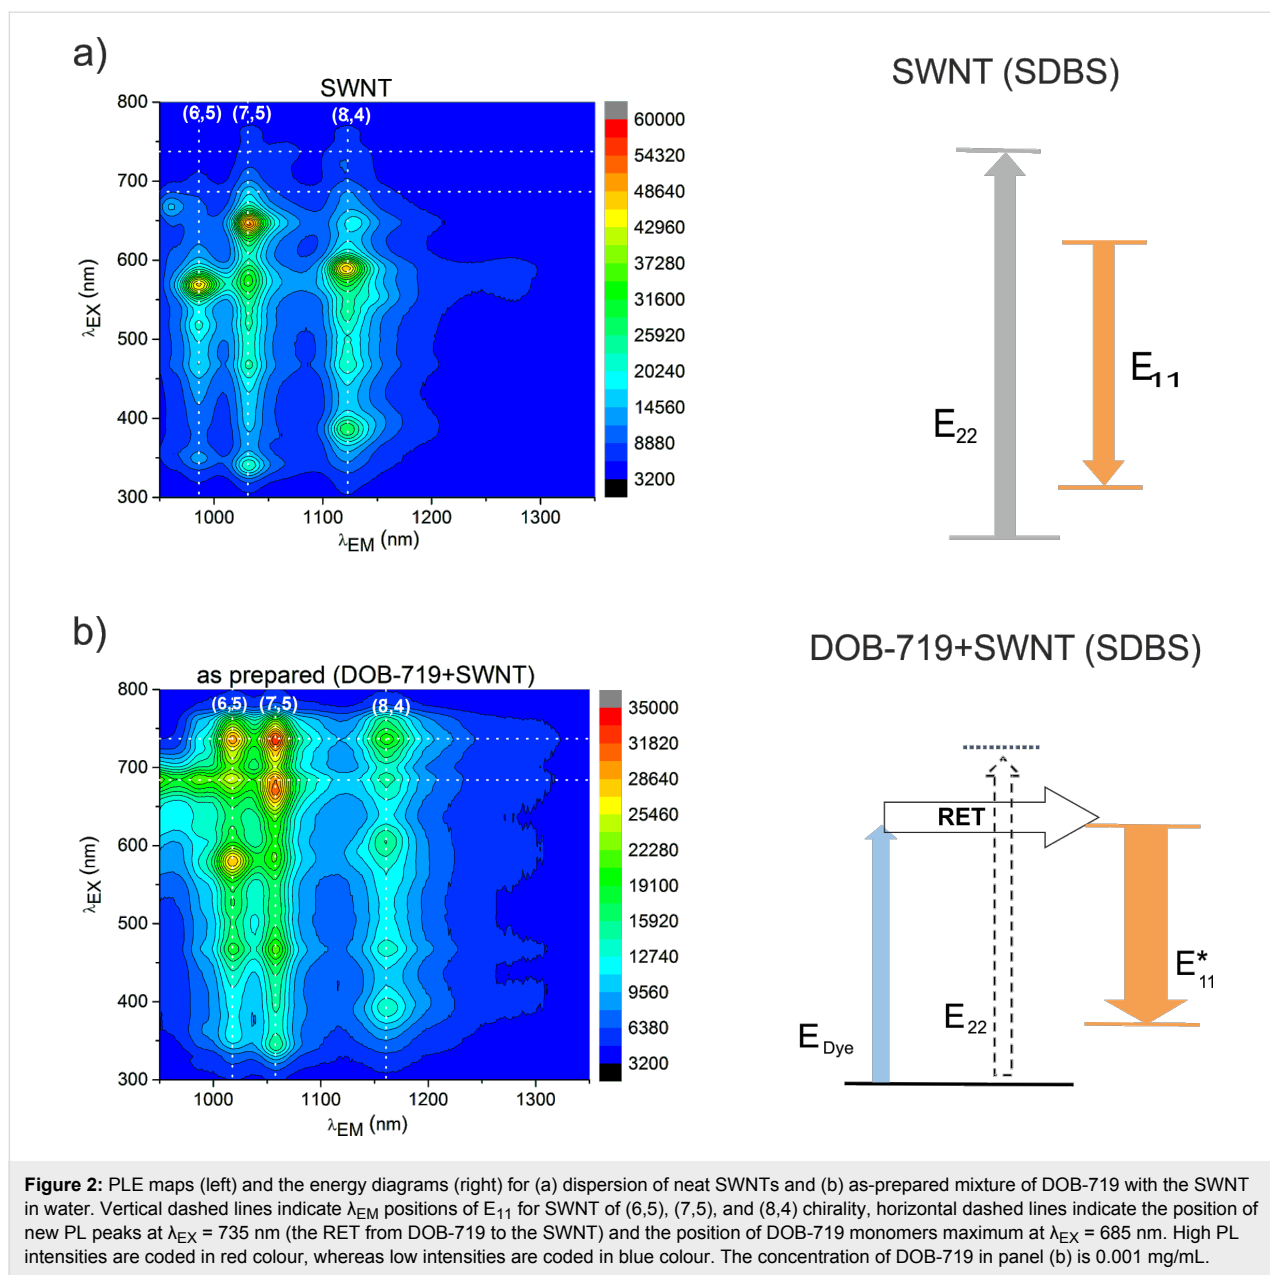 a)
SWNT
SWNT (SDBS)
(6,5) (7,5) (8,4)
800
700
600
500
400
300
λEX (nm)
1000 1100 1200 1300
λEM (nm)
60000
54320
48640
42960
37280
31600
25920
20240
14560
8880
3200
E22
E11
b)
DOB-719+SWNT (SDBS)
as prepared (DOB-719+SWNT)
(6,5) (7,5) (8,4)
800
700
600
500
400
300
λEX (nm)
1000 1100 1200 1300
λEM (nm)
35000
31820
28640
25460
22280
19100
15920
12740
9560
6380
3200
RET
EDye
E22
E*11
Figure 2: PLE maps (left) and the energy diagrams (right) for (a) dispersion of neat SWNTs and (b) as-prepared mixture of DOB-719 with the SWNT
in water. Vertical dashed lines indicate λEM positions of E11 for SWNT of (6,5), (7,5), and (8,4) chirality, horizontal dashed lines indicate the position of
new PL peaks at λEX = 735 nm (the RET from DOB-719 to the SWNT) and the position of DOB-719 monomers maximum at λEX = 685 nm. High PL
intensities are coded in red colour, whereas low intensities are coded in blue colour. The concentration of DOB-719 in panel (b) is 0.001 mg/mL.